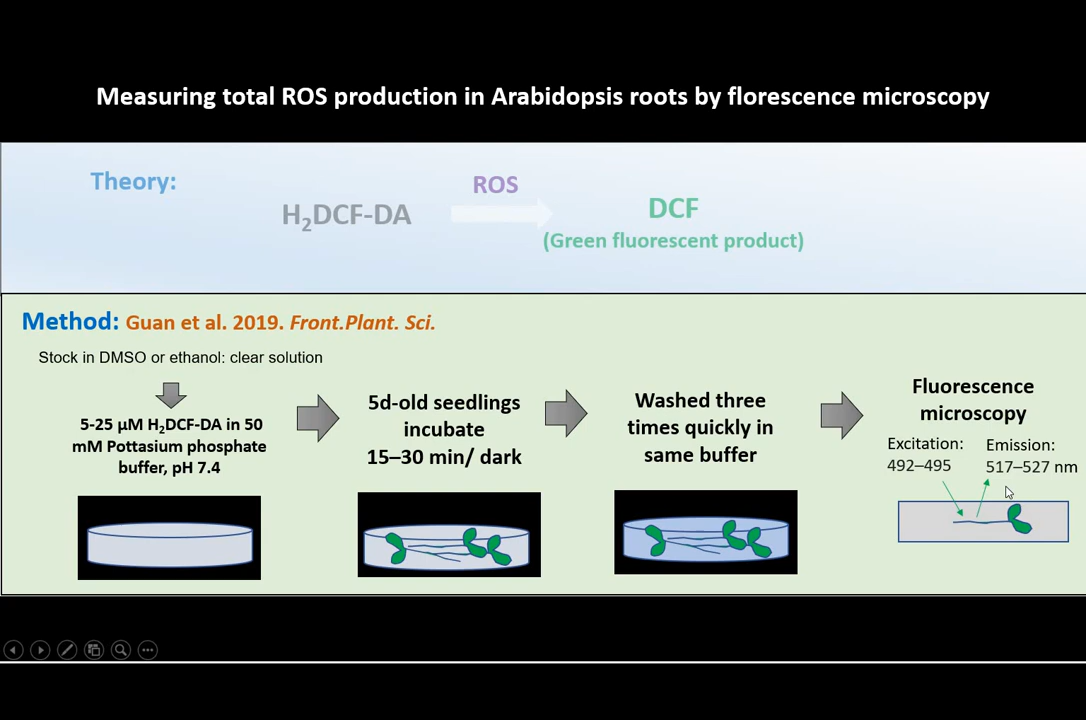 Measuring total ROS production in Arabidopsis roots by florescence microscopy
Theory:
H₂DCF-DA
ROS
DCF
(Green fluorescent product)
Method: Guan et al. 2019. Front.Plant. Sci.
Stock in DMSO or ethanol: clear solution
5-25 µM H₂DCF-DA in 50
mM Pottasium phosphate
buffer, pH 7.4
5d-old seedlings
incubate
15–30 min/ dark
Washed three
times quickly in
same buffer
Fluorescence
microscopy
Excitation:
492–495
Emission:
517–527 nm